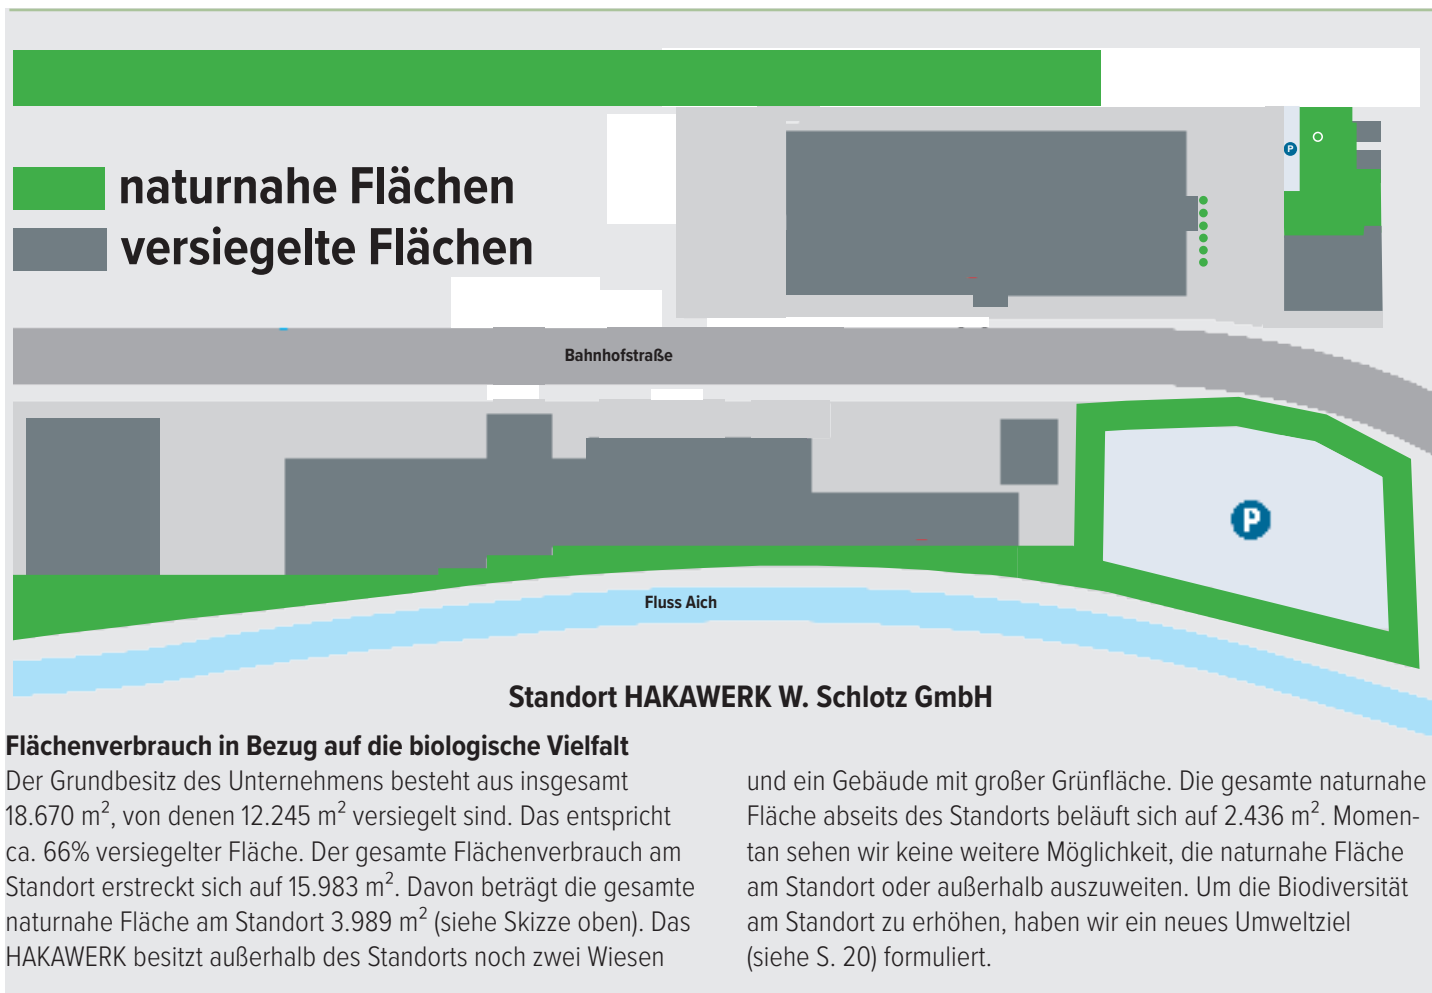 P
naturnahe Flächen
versiegelte Flächen
Bahnhofstraße
P
Fluss Aich
Standort HAKAWERK W. Schlotz GmbH
Flächenverbrauch in Bezug auf die biologische Vielfalt
Der Grundbesitz des Unternehmens besteht aus insgesamt
18.670 m², von denen 12.245 m² versiegelt sind. Das entspricht
ca. 66% versiegelter Fläche. Der gesamte Flächenverbrauch am
Standort erstreckt sich auf 15.983 m². Davon beträgt die gesamte
naturnahe Fläche am Standort 3.989 m² (siehe Skizze oben). Das
HAKAWERK besitzt außerhalb des Standorts noch zwei Wiesen
und ein Gebäude mit großer Grünfläche. Die gesamte naturnahe
Fläche abseits des Standorts beläuft sich auf 2.436 m². Momen-
tan sehen wir keine weitere Möglichkeit, die naturnahe Fläche
am Standort oder außerhalb auszuweiten. Um die Biodiversität
am Standort zu erhöhen, haben wir ein neues Umweltziel
(siehe S. 20) formuliert.